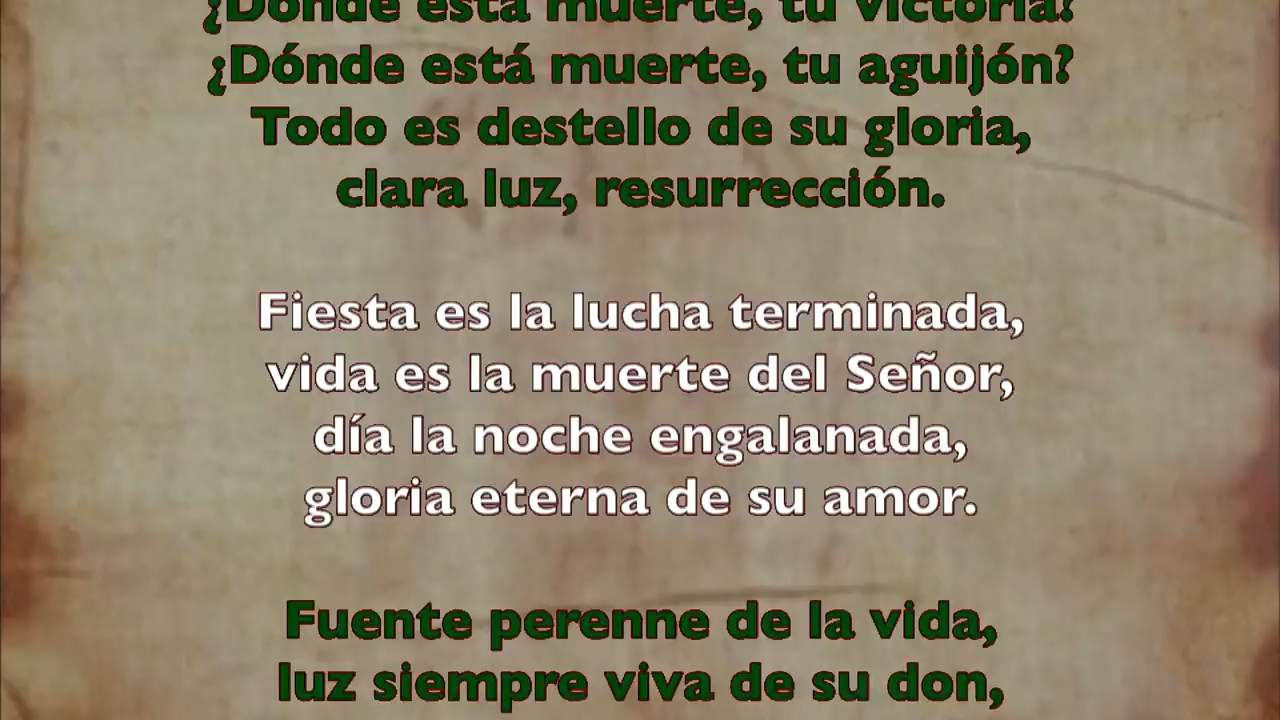 ¿Dónde está muerte, tu victoria?
¿Dónde está muerte, tu aguijón?
Todo es destello de su gloria,
clara luz, resurrección.
Fiesta es la lucha terminada,
vida es la muerte del Señor,
día la noche engalanada,
gloria eterna de su amor.
Fuente perenne de la vida,
luz siempre viva de su don,